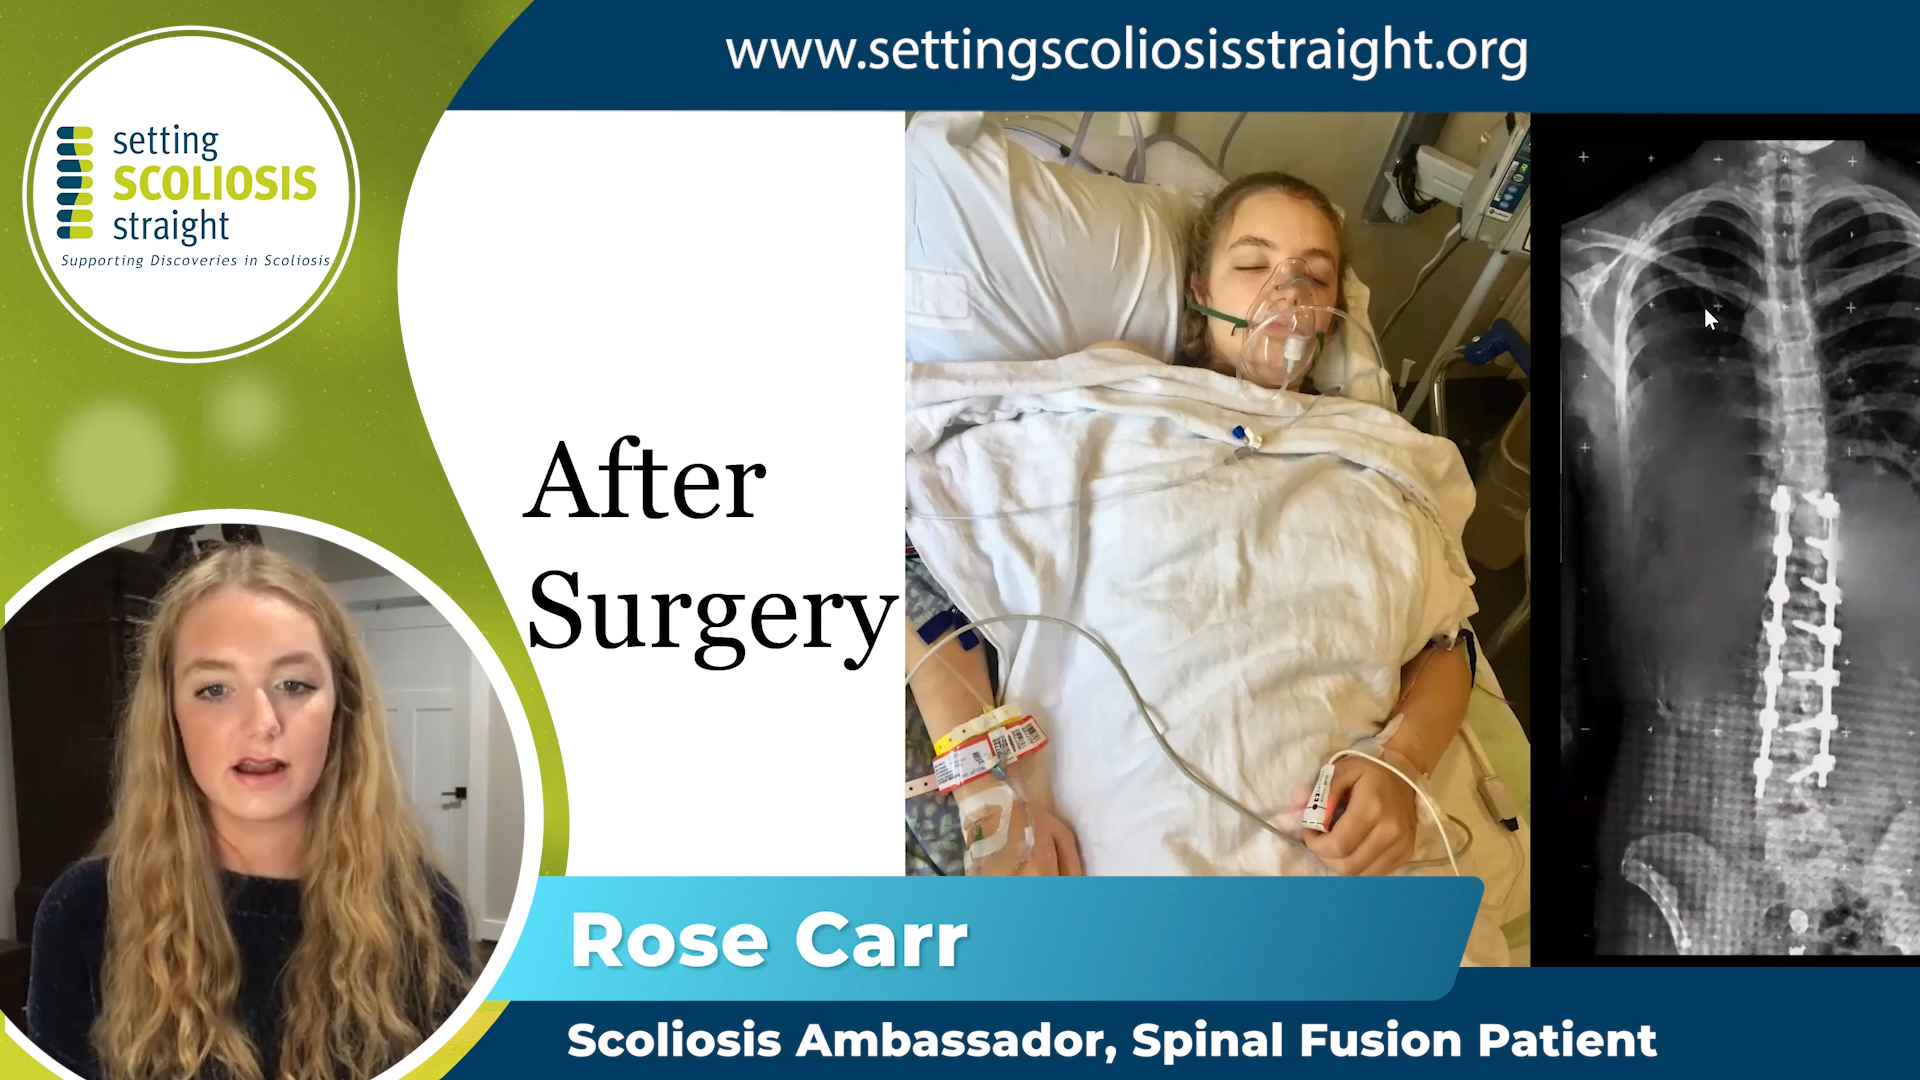 www.settingscoliosisstraight.org
setting
SCOLIOSIS
straight
Supporting Discoveries in Scoliosis
After
Surgery
Rose Carr
Scoliosis Ambassador, Spinal Fusion Patient